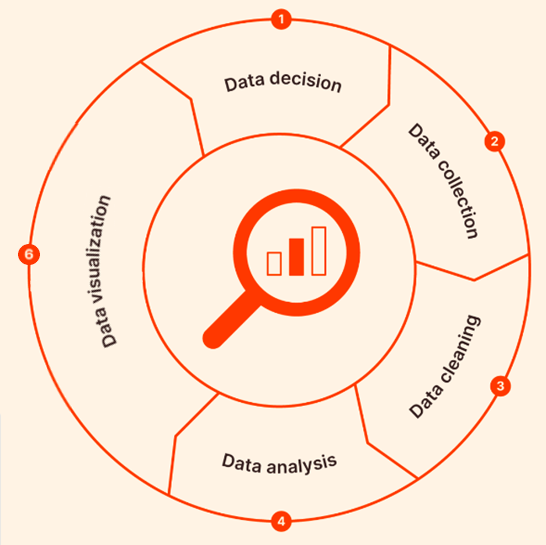 1
Data decision
2
Data collection
3
Data cleaning
4
Data analysis
6
Data visualization